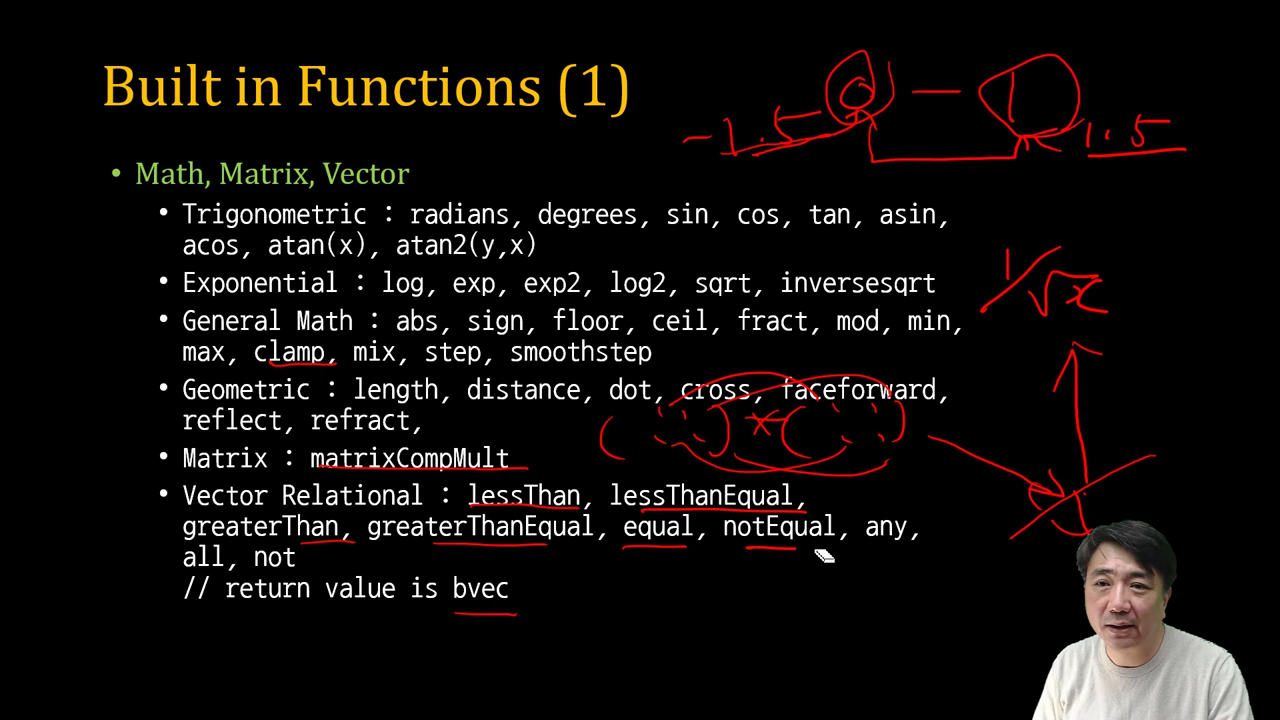 Built in Functions (1)
0 — 1
-1.5 1.5
• Math, Matrix, Vector
• Trigonometric : radians, degrees, sin, cos, tan, asin,
acos, atan(x), atan2(y,x)
• Exponential : log, exp, exp2, log2, sqrt, inversesqrt
1/√x
• General Math : abs, sign, floor, ceil, fract, mod, min,
max, clamp, mix, step, smoothstep
• Geometric : length, distance, dot, cross, faceforward,
reflect, refract,
• Matrix : matrixCompMult
• Vector Relational : lessThan, lessThanEqual,
greaterThan, greaterThanEqual, equal, notEqual, any,
all, not
// return value is bvec